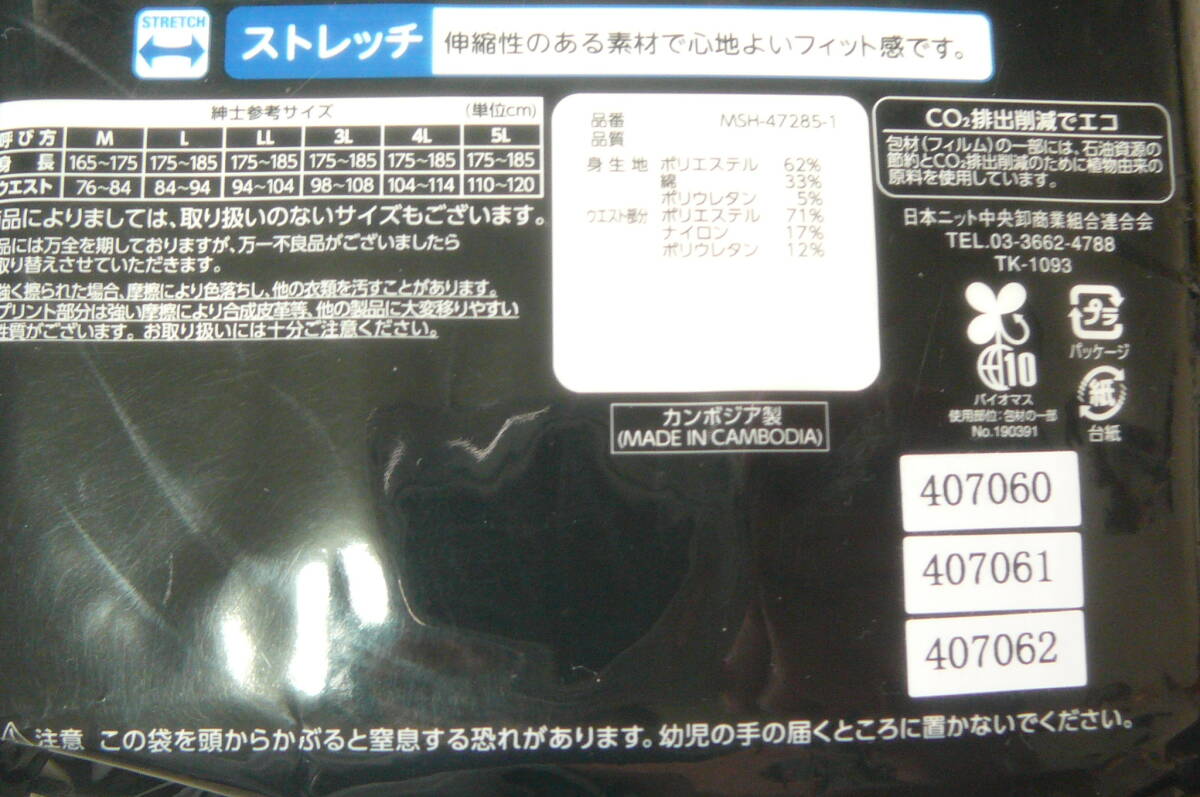 STRETCH
ストレッチ 伸縮性のある素材で心地よいフィット感です。
紳士参考サイズ (単位cm)
呼び方 M L LL 3L 4L 5L
身長 165~175 175~185 175~185 175~185 175~185 175~185
ウエスト 76~84 84~94 94~104 98~108 104~114 110~120
品によりましては、取り扱いのないサイズもございます。
品には万全を期しておりますが、万一不良品がございましたら
取り替えさせていただきます。
強く擦られた場合、摩擦により色落ちし、他の衣類を汚すことがあります。
プリント部分は強い摩擦により合成皮革等、他の製品に大変移りやすい
性質がございます。お取り扱いには十分ご注意ください。
品番 MSH-47285-1
品質
身生地 ポリエステル 62%
綿 33%
ポリウレタン 5%
ウエスト部分 ポリエステル 71%
ナイロン 17%
ポリウレタン 12%
カンボジア製
(MADE IN CAMBODIA)
CO₂排出削減でエコ
包材(フィルム)の一部には、石油資源の
節約とCO₂排出削減のために植物由来の
原料を使用しています。
日本ニット中央卸商業組合連合会
TEL.03-3662-4788
TK-1093
10
バイオマス
使用部位:包材の一部
No.190391
プラ
パッケージ
紙
台紙
407060
407061
407062
注意 この袋を頭からかぶると窒息する恐れがあります。幼児の手の届くところに置かないでください。